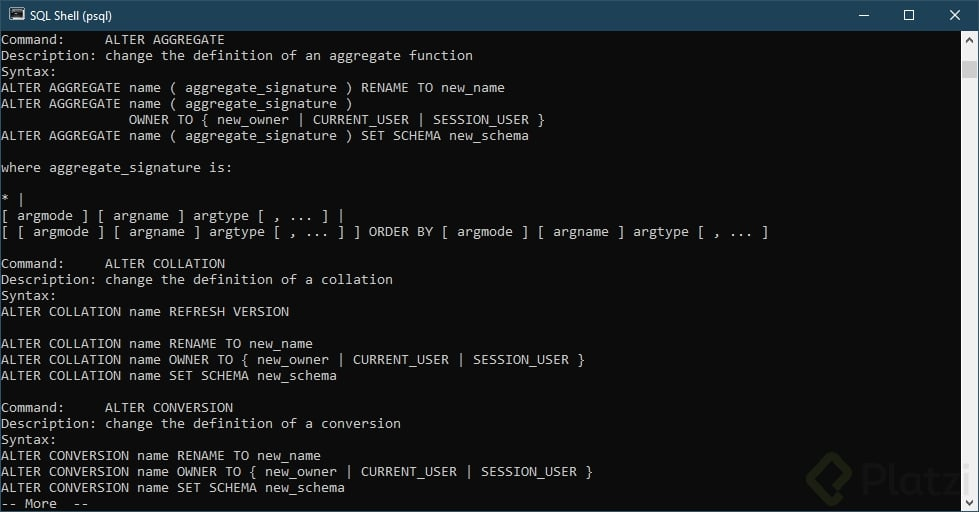 SQL Shell (psql)
Command:     ALTER AGGREGATE
Description: change the definition of an aggregate function
Syntax:
ALTER AGGREGATE name ( aggregate_signature ) RENAME TO new_name
ALTER AGGREGATE name ( aggregate_signature )
                OWNER TO { new_owner | CURRENT_USER | SESSION_USER }
ALTER AGGREGATE name ( aggregate_signature ) SET SCHEMA new_schema
where aggregate_signature is:
* |
[ argmode ] [ argname ] argtype [ , ... ] |
[ [ argmode ] [ argname ] argtype [ , ... ] ] ORDER BY [ argmode ] [ argname ] argtype [ , ... ]
Command:     ALTER COLLATION
Description: change the definition of a collation
Syntax:
ALTER COLLATION name REFRESH VERSION
ALTER COLLATION name RENAME TO new_name
ALTER COLLATION name OWNER TO { new_owner | CURRENT_USER | SESSION_USER }
ALTER COLLATION name SET SCHEMA new_schema
Command:     ALTER CONVERSION
Description: change the definition of a conversion
Syntax:
ALTER CONVERSION name RENAME TO new_name
ALTER CONVERSION name OWNER TO { new_owner | CURRENT_USER | SESSION_USER }
ALTER CONVERSION name SET SCHEMA new_schema
-- More  --
Platzi